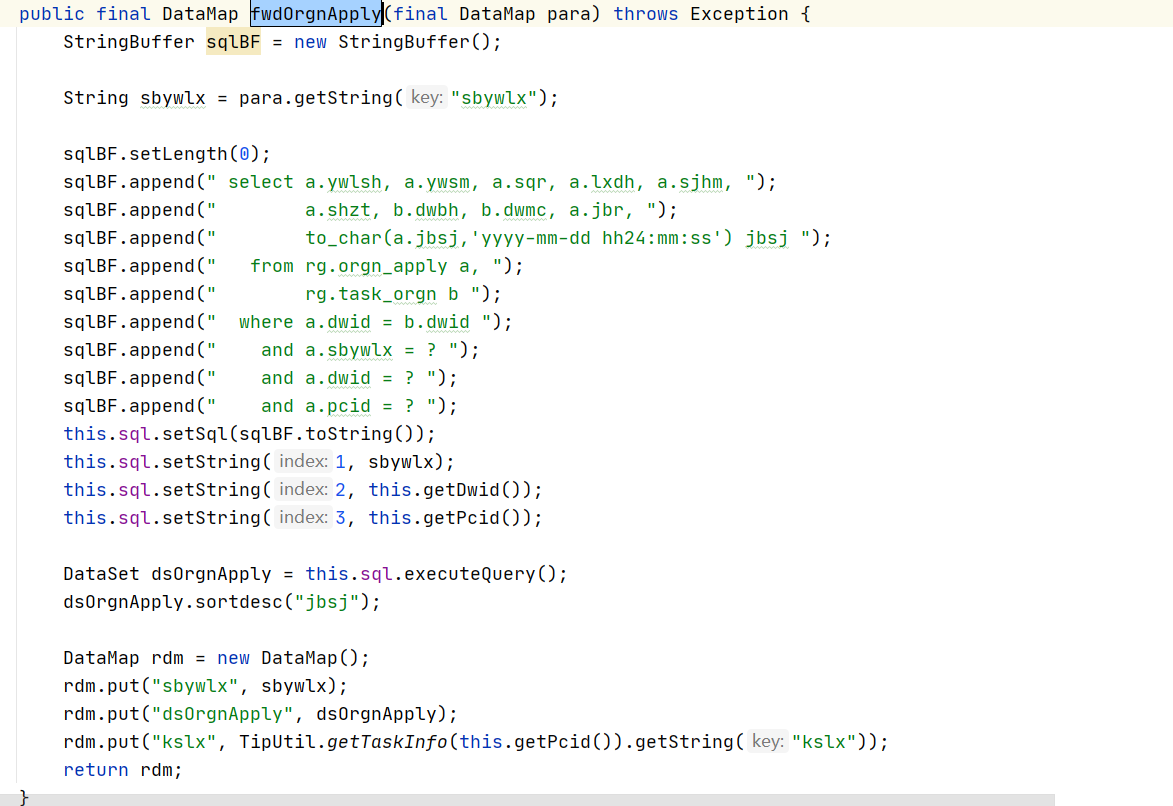 public final DataMap fwdOrgnApply(final DataMap para) throws Exception {
    StringBuffer sqlBF = new StringBuffer();

    String sbywlx = para.getString( key: "sbywlx");

    sqlBF.setLength(0);
    sqlBF.append(" select a.ywlsh, a.ywsm, a.sqr, a.lxdh, a.sjhm, ");
    sqlBF.append("        a.shzt, b.dwbh, b.dwmc, a.jbr, ");
    sqlBF.append("        to_char(a.jbsj,'yyyy-mm-dd hh24:mm:ss') jbsj ");
    sqlBF.append("   from rg.orgn_apply a, ");
    sqlBF.append("        rg.task_orgn b ");
    sqlBF.append("  where a.dwid = b.dwid ");
    sqlBF.append("    and a.sbywlx = ? ");
    sqlBF.append("    and a.dwid = ? ");
    sqlBF.append("    and a.pcid = ? ");
    this.sql.setSql(sqlBF.toString());
    this.sql.setString( index: 1, sbywlx);
    this.sql.setString( index: 2, this.getDwid());
    this.sql.setString( index: 3, this.getPcid());

    DataSet dsOrgnApply = this.sql.executeQuery();
    dsOrgnApply.sortdesc("jbsj");

    DataMap rdm = new DataMap();
    rdm.put("sbywlx", sbywlx);
    rdm.put("dsOrgnApply", dsOrgnApply);
    rdm.put("kslx", TipUtil.getTaskInfo(this.getPcid()).getString( key: "kslx"));
    return rdm;
}